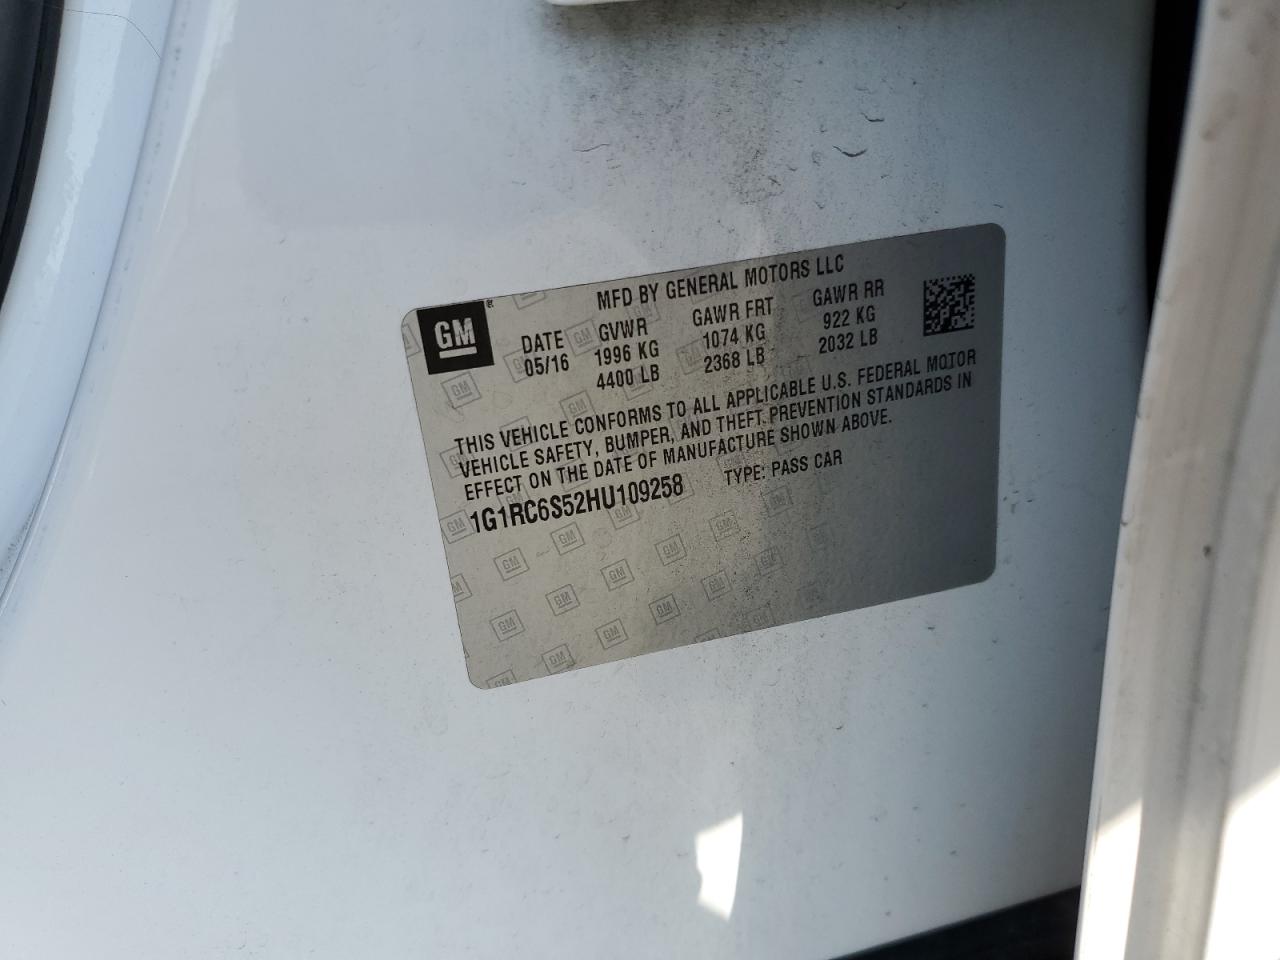 GM®
MFD BY GENERAL MOTORS LLC
DATE GVWR GAWR FRT GAWR RR
05/16 1996 KG 1074 KG 922 KG
4400 LB 2368 LB 2032 LB
THIS VEHICLE CONFORMS TO ALL APPLICABLE U.S. FEDERAL MOTOR
VEHICLE SAFETY, BUMPER, AND THEFT PREVENTION STANDARDS IN
EFFECT ON THE DATE OF MANUFACTURE SHOWN ABOVE.
1G1RC6S52HU109258 TYPE: PASS CAR